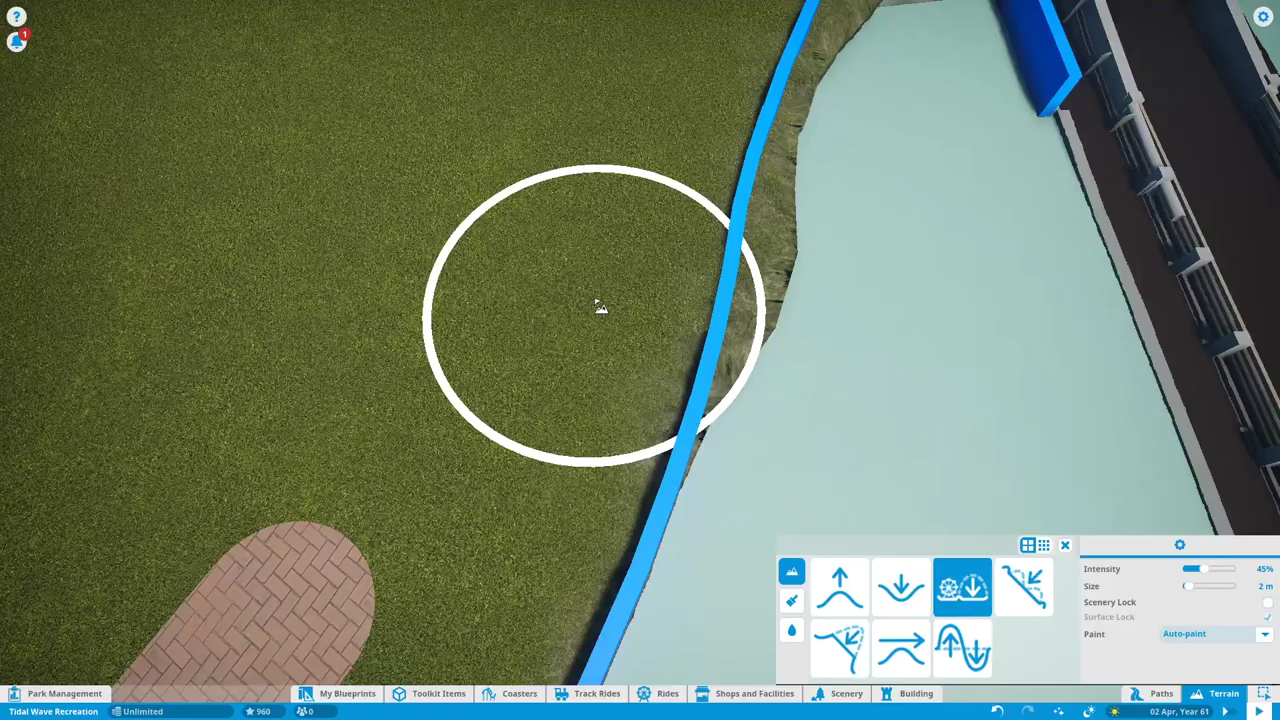 ?
1
Intensity 45%
Size 2 m
Scenery Lock
Surface Lock
Paint Auto-paint
Park Management My Blueprints Toolkit Items Coasters Track Rides Rides Shops and Facilities Scenery Building Paths Terrain
Tidal Wave Recreation Unlimited 960 0 02 Apr, Year 61